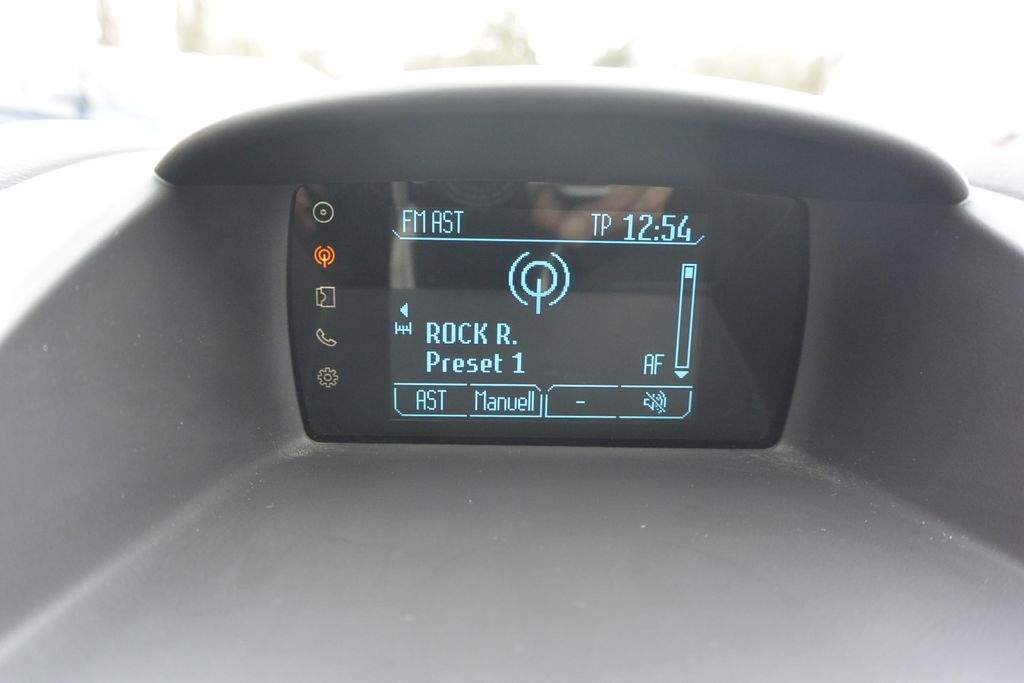 FM AST TP 12:54
ROCK R.
Preset 1 AF
AST Manuell -